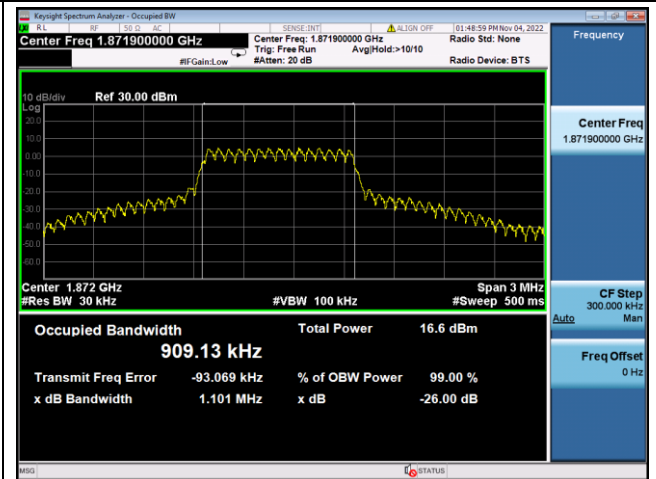 Keysight Spectrum Analyzer - Occupied BW
RL RF 50 Ω AC SENSE:INT ALIGN OFF 01:48:59 PM Nov 04, 2022
Center Freq 1.871900000 GHz Center Freq: 1.871900000 GHz Radio Std: None
Trig: Free Run Avg|Hold:>10/10
#IFGain:Low #Atten: 20 dB Radio Device: BTS
Frequency
10 dB/div Ref 30.00 dBm
Log
20.0
10.0
0.00
-10.0
-20.0
-30.0
-40.0
-50.0
-60.0
Center 1.872 GHz Span 3 MHz
#Res BW 30 kHz #VBW 100 kHz #Sweep 500 ms
Occupied Bandwidth Total Power 16.6 dBm
909.13 kHz
Transmit Freq Error -93.069 kHz % of OBW Power 99.00 %
x dB Bandwidth 1.101 MHz x dB -26.00 dB
Center Freq
1.871900000 GHz
CF Step
300.000 kHz
Auto Man
Freq Offset
0 Hz
MSG STATUS